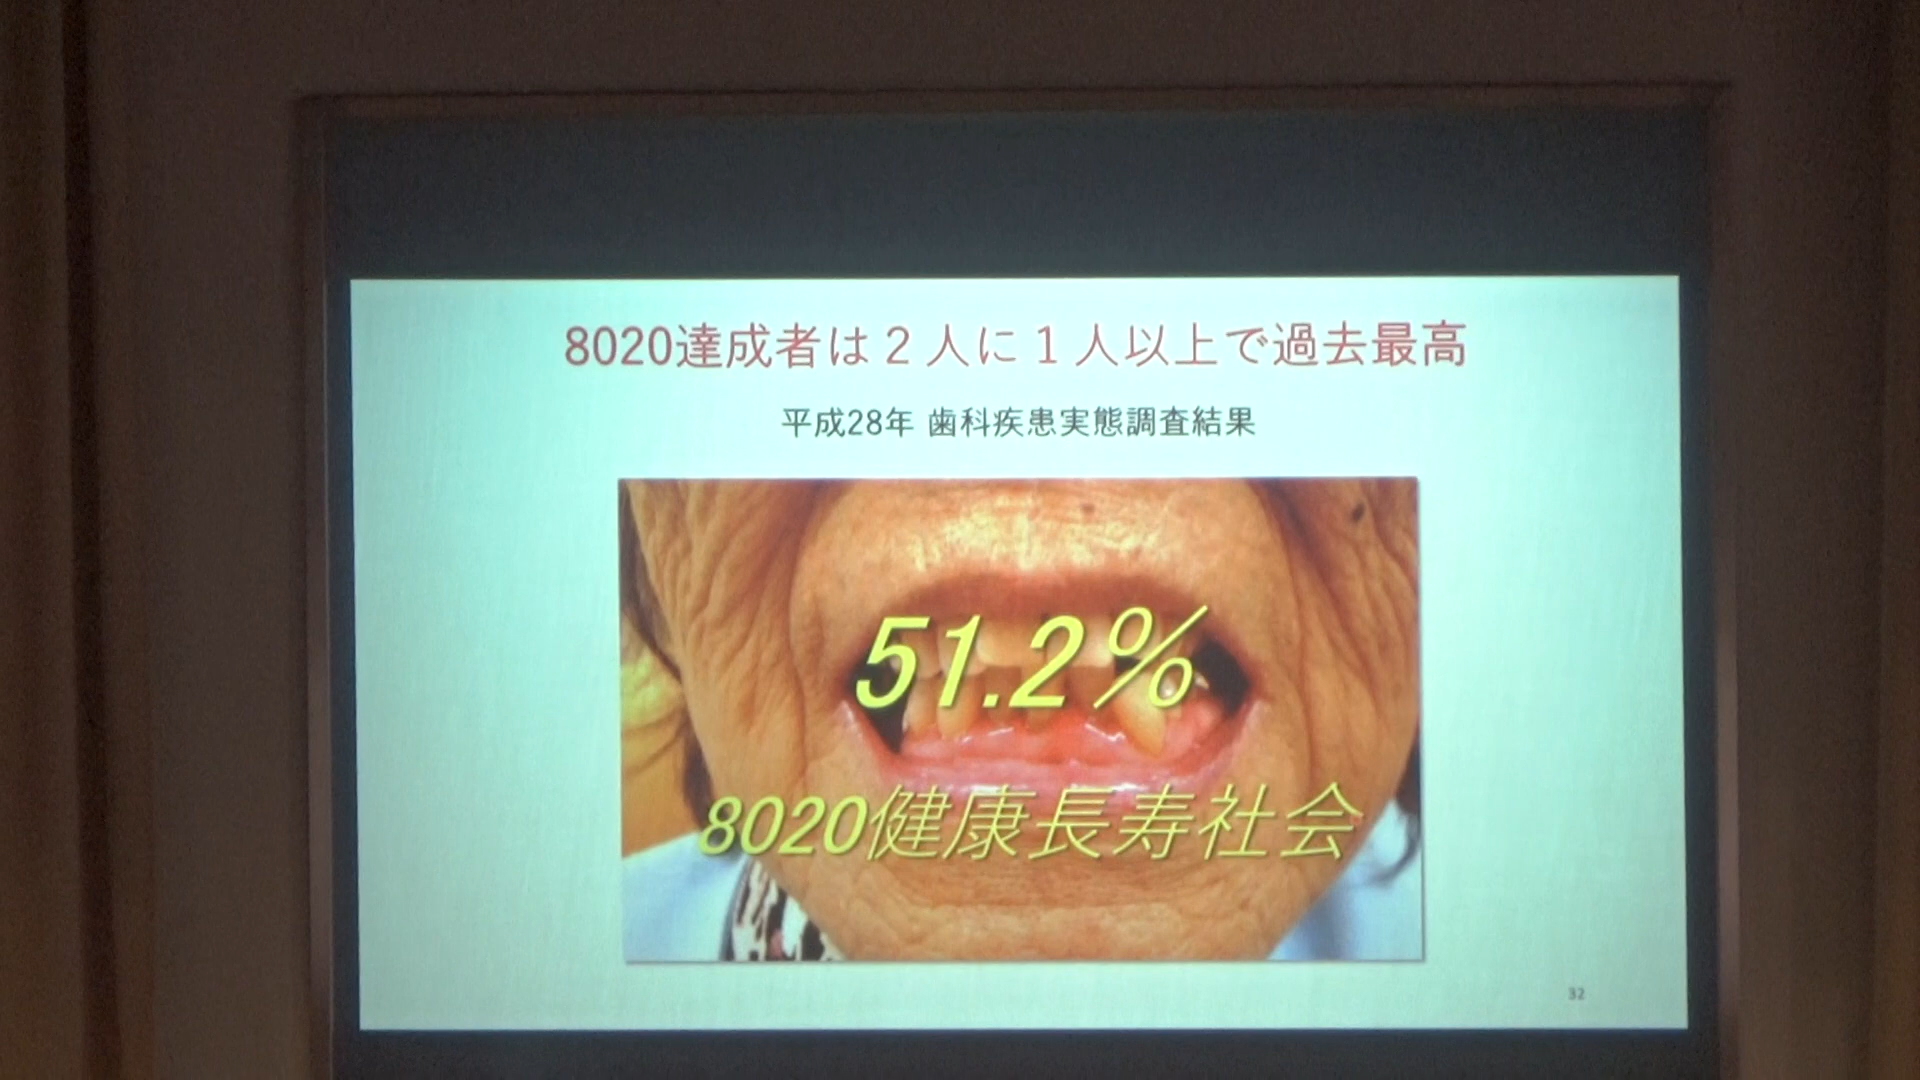 8020達成者は２人に１人以上で過去最高
平成28年 歯科疾患実態調査結果
51.2%
8020健康長寿社会
32